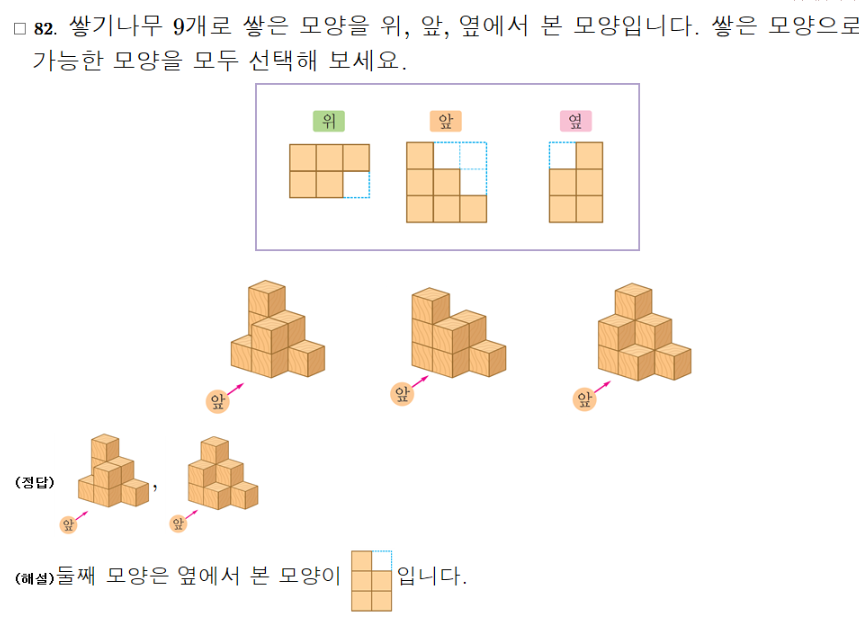 □ 82. 쌓기나무 9개로 쌓은 모양을 위, 앞, 옆에서 본 모양입니다. 쌓은 모양으로
가능한 모양을 모두 선택해 보세요.
위 앞 옆
앞 앞 앞
(정답) ,
앞 앞
(해설)둘째 모양은 옆에서 본 모양이 입니다.